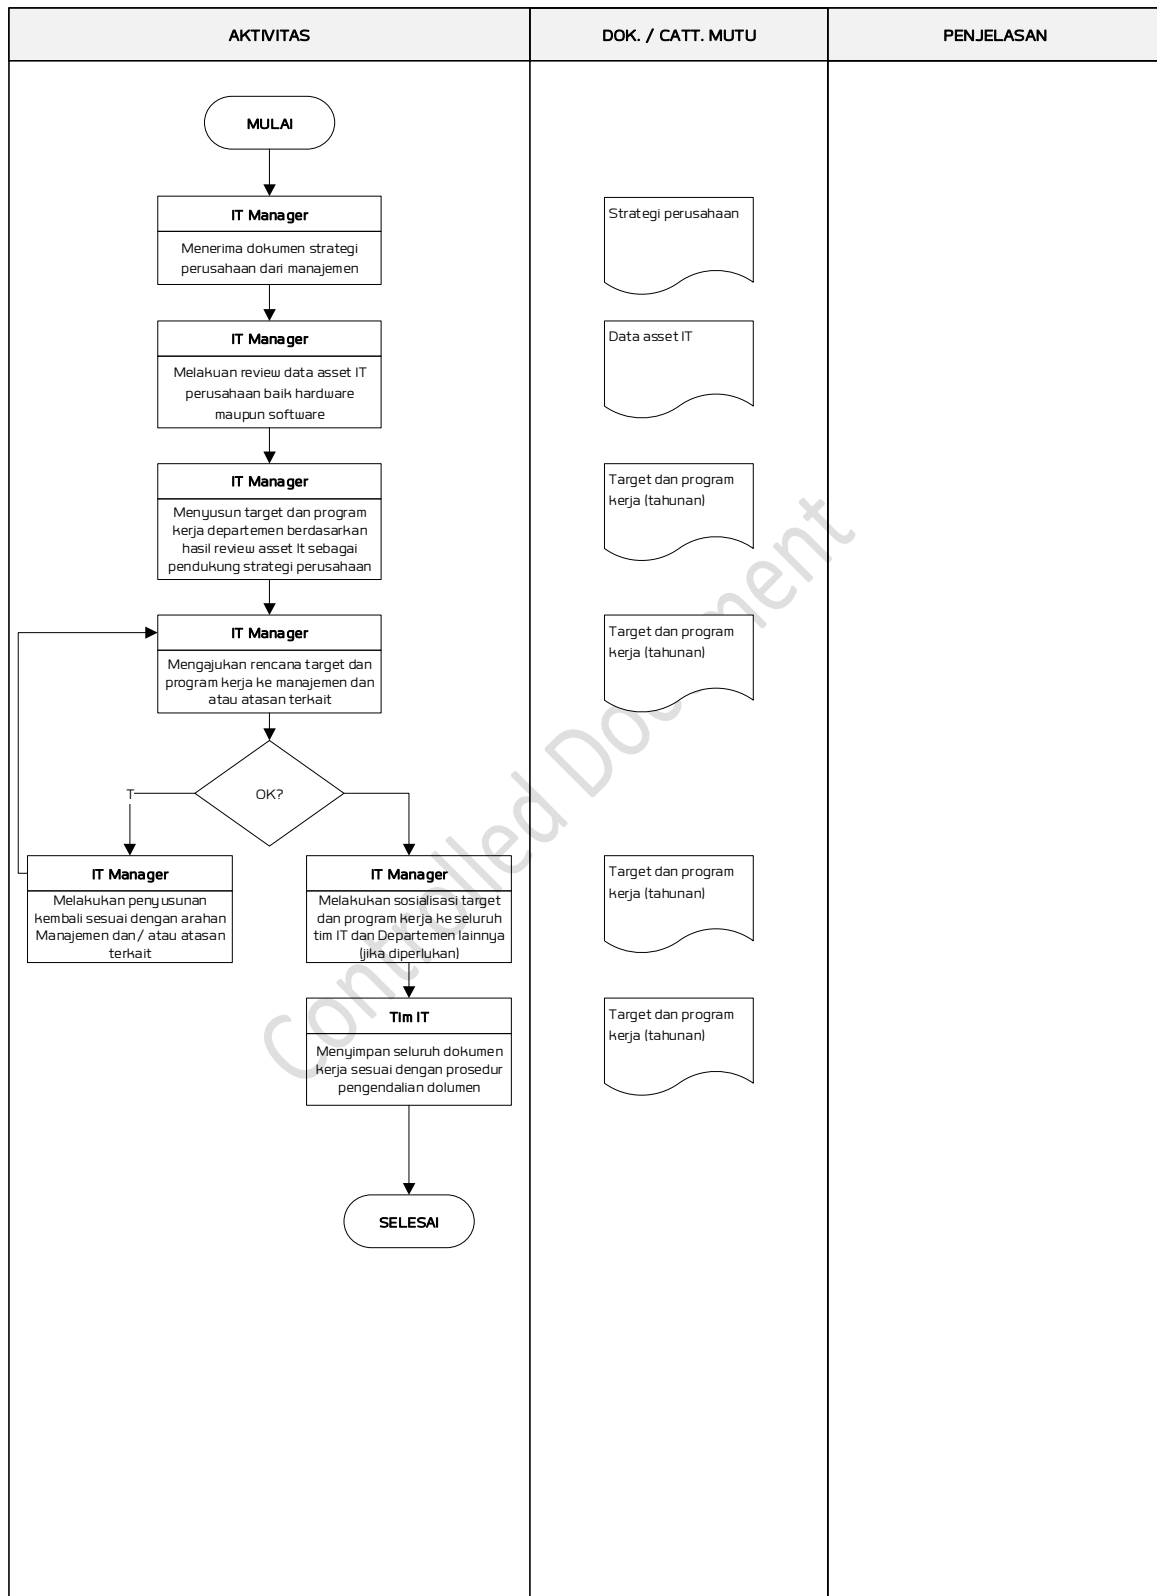 AKTIVITAS
DOK. / CATT. MUTU
PENJELASAN
MULAI
IT Manager
Menerima dokumen strategi
perusahaan dari manajemen
Strategi perusahaan
IT Manager
Melakuan review data asset IT
perusahaan baik hardware
maupun software
Data asset IT
IT Manager
Menyusun target dan program
kerja departemen berdasarkan
hasil review asset It sebagai
pendukung strategi perusahaan
Target dan program
kerja (tahunan)
IT Manager
Mengajukan rencana target dan
program kerja ke manajemen dan
atau atasan terkait
Target dan program
kerja (tahunan)
OK?
T
IT Manager
Melakukan penyusunan
kembali sesuai dengan arahan
Manajemen dan/ atau atasan
terkait
IT Manager
Melakukan sosialisasi target
dan program kerja ke seluruh
tim IT dan Departemen lainnya
(jika diperlukan)
Target dan program
kerja (tahunan)
Tim IT
Menyimpan seluruh dokumen
kerja sesuai dengan prosedur
pengendalian dolumen
Target dan program
kerja (tahunan)
SELESAI
Controlled Document